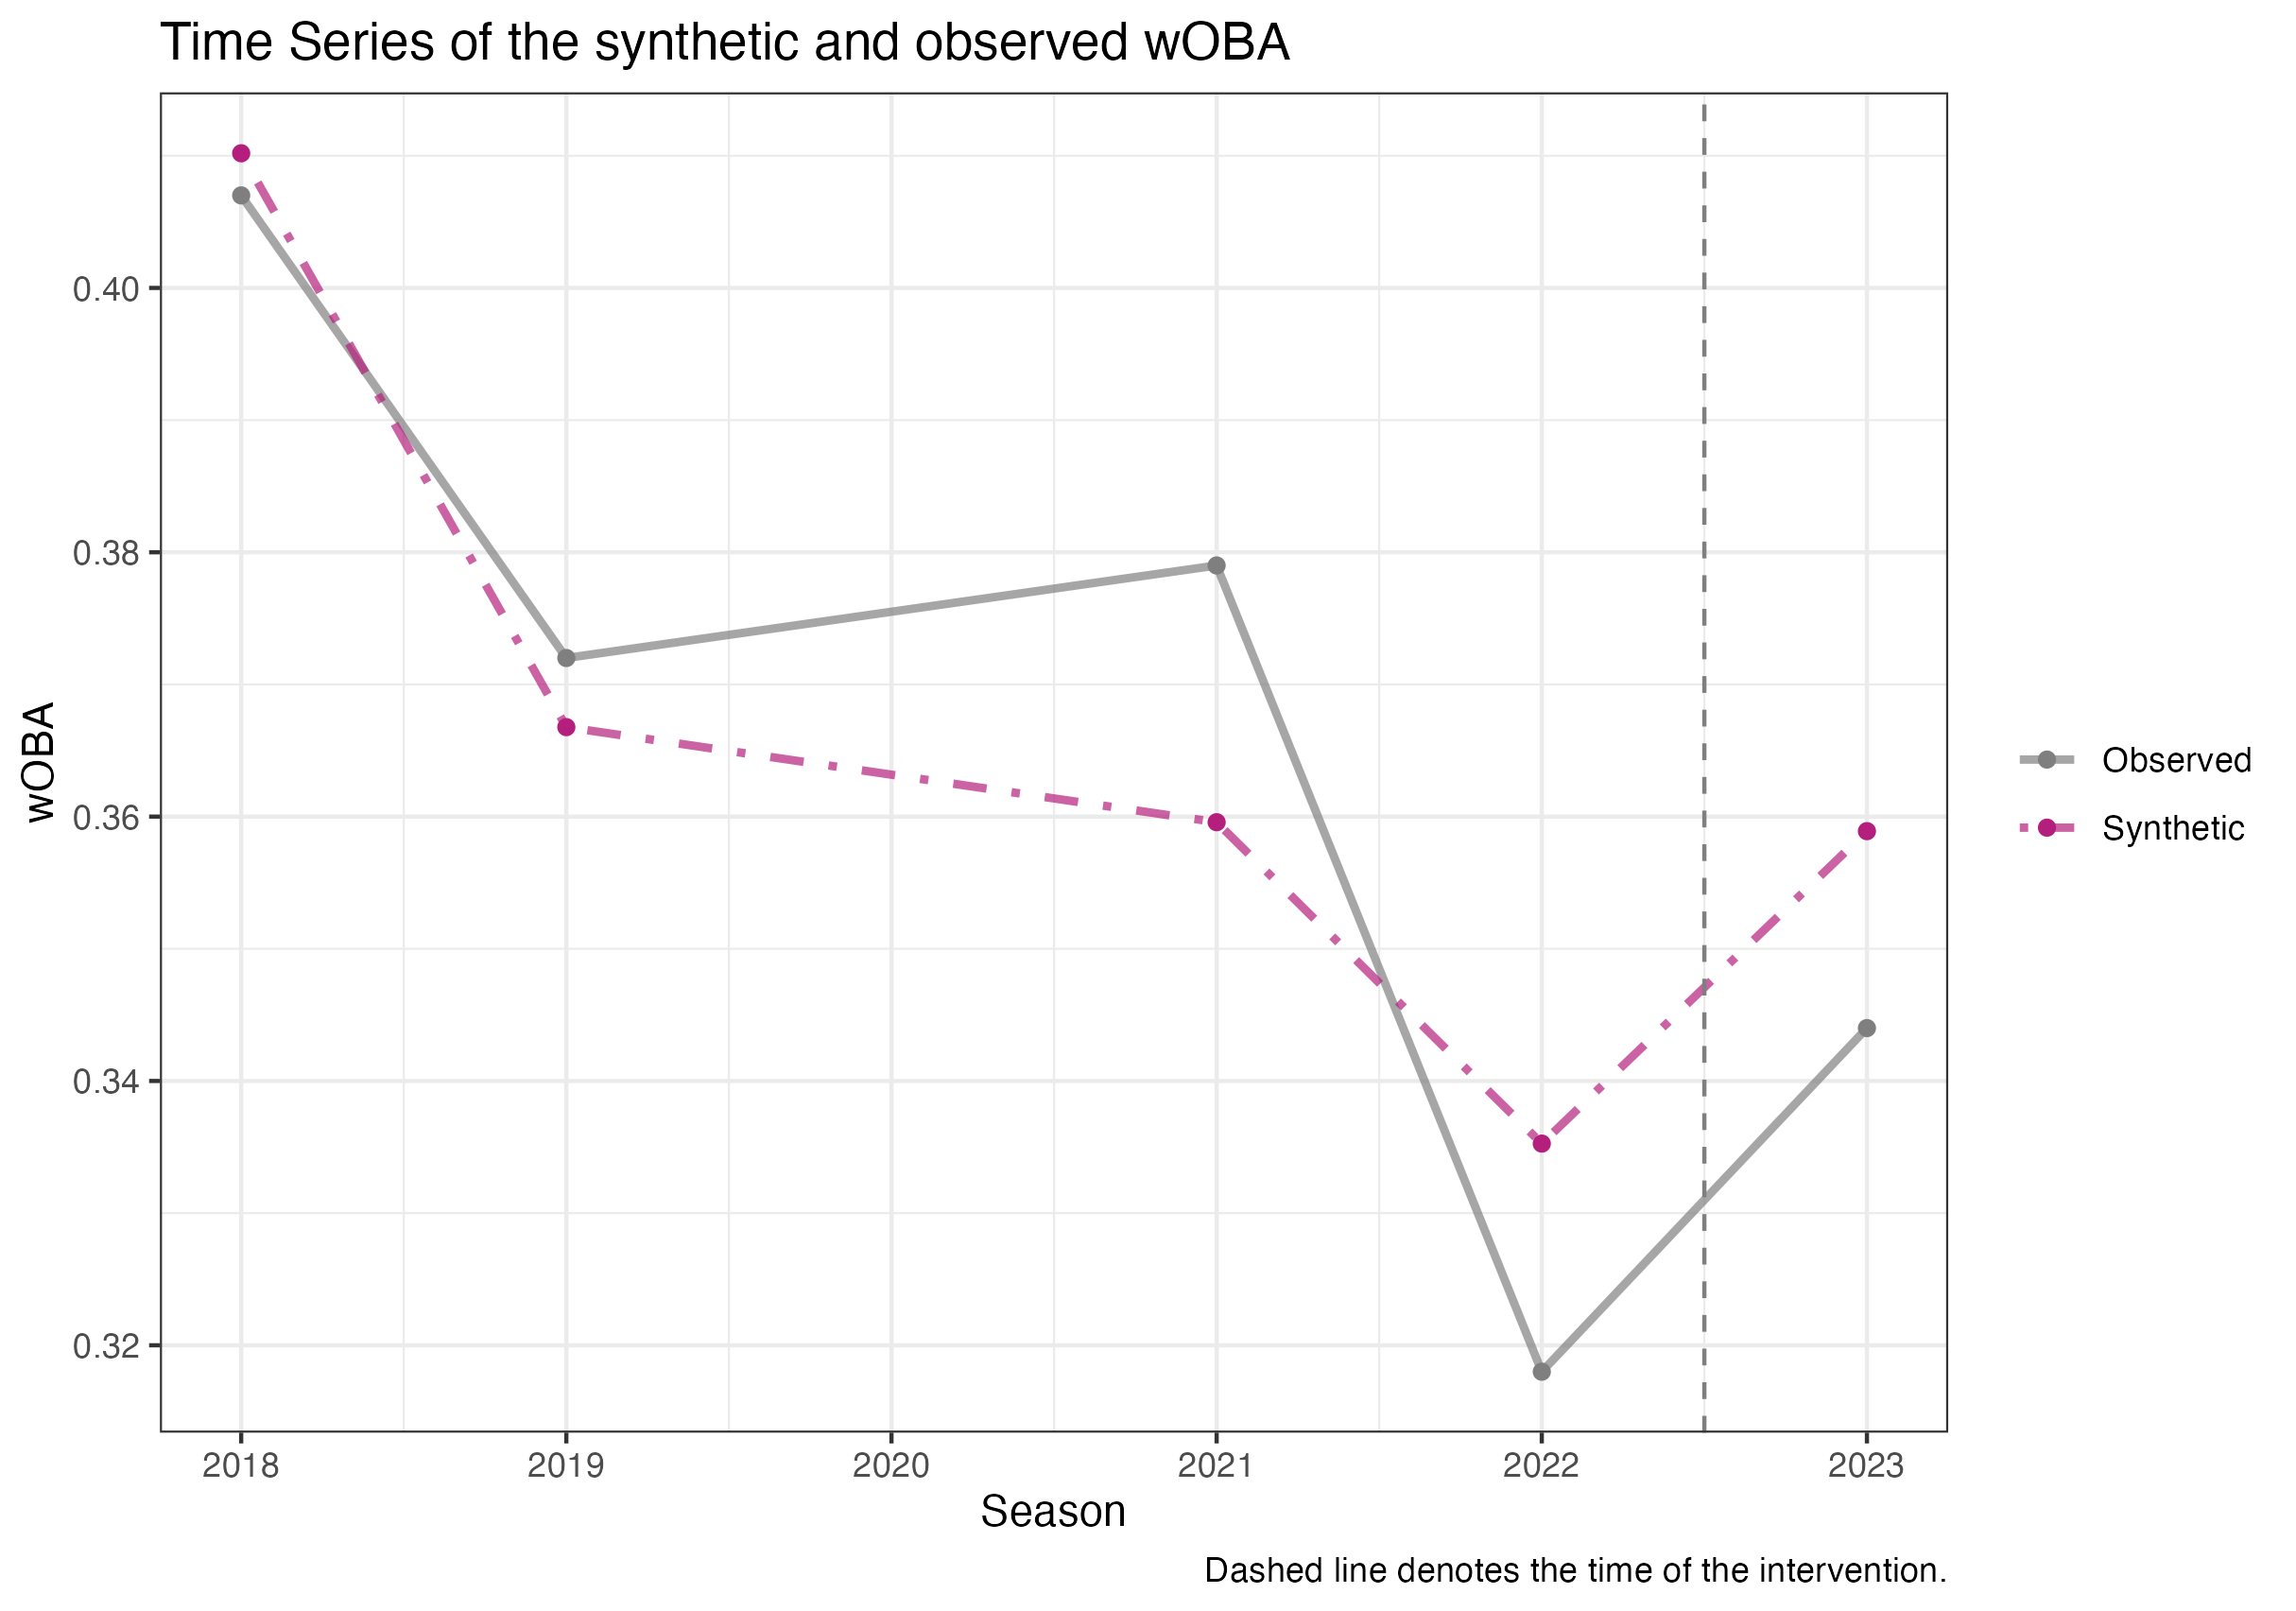 Time Series of the synthetic and observed wOBA
wOBA
0.40
0.38
0.36
0.34
0.32
2018 2019 2020 2021 2022 2023
Season
Observed
Synthetic
Dashed line denotes the time of the intervention.